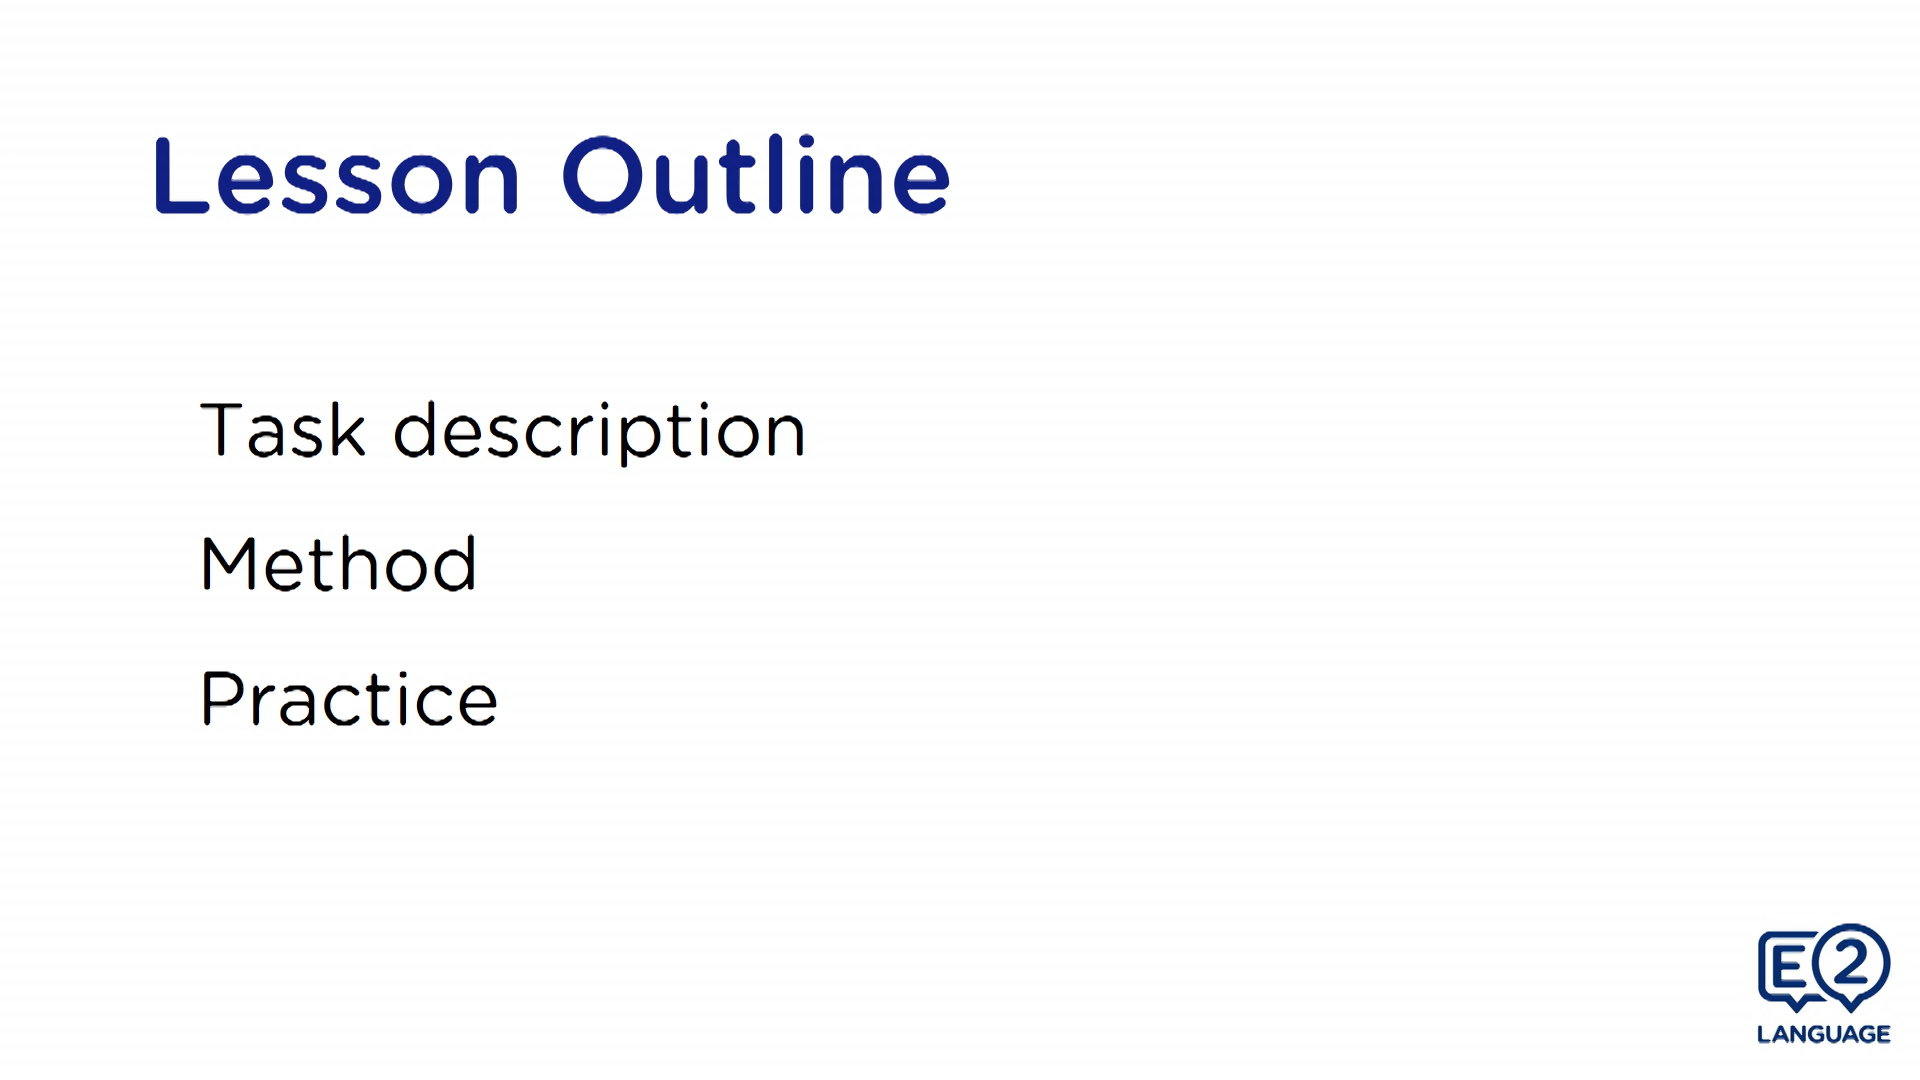 Lesson Outline
Task description
Method
Practice
E2
LANGUAGE